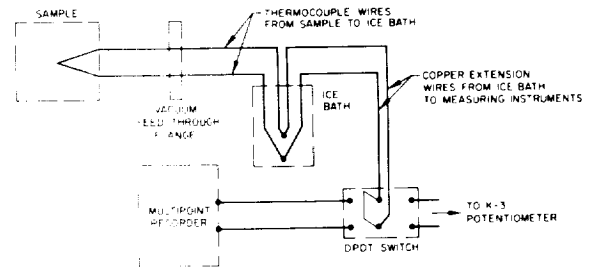 SAMPLE
THERMOCOUPLE WIRES
FROM SAMPLE TO ICE BATH
COPPER EXTENSION
WIRES FROM ICE BATH
TO MEASURING INSTRUMENTS
ICE
BATH
VACUUM
FEED THROUGH
FLANGE
MULTIPOINT
RECORDER
TO K-3
POTENTIOMETER
DPDT SWITCH